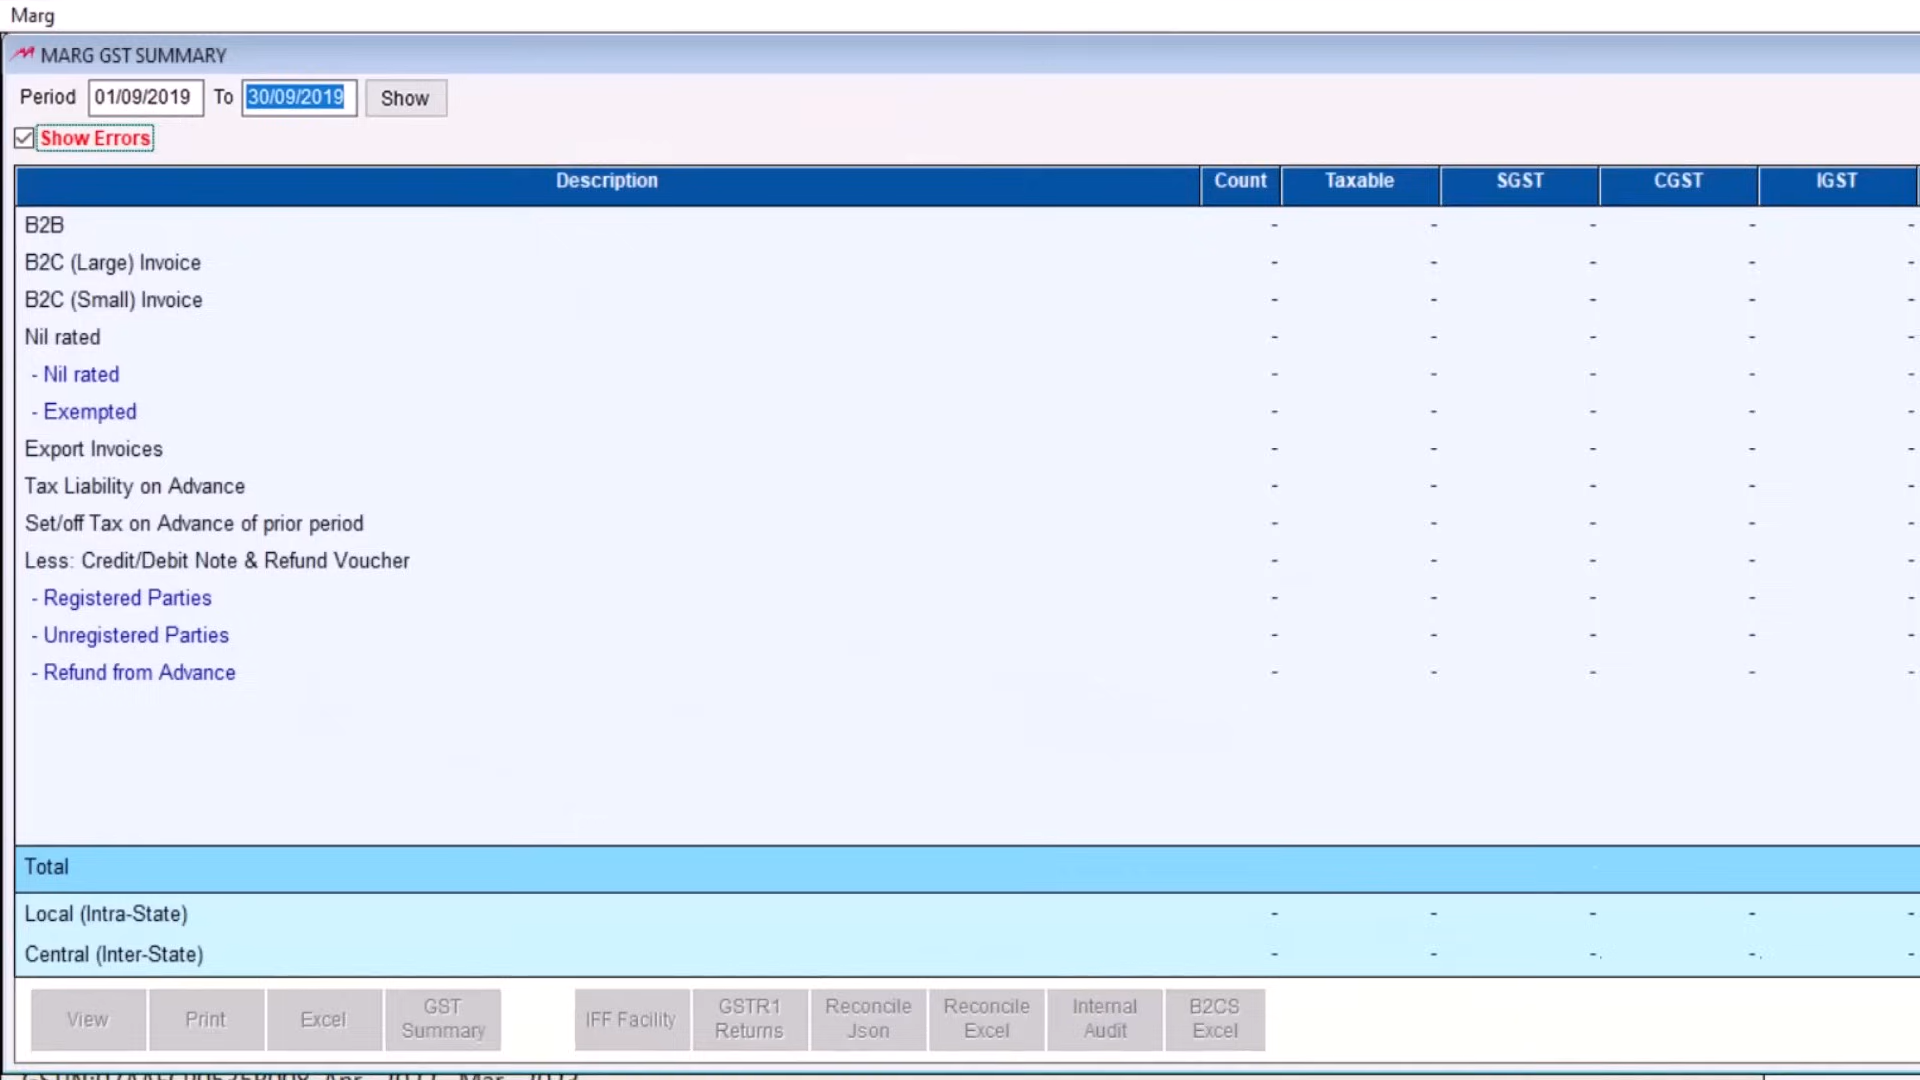 Marg
MARG GST SUMMARY
Period 01/09/2019 To 30/09/2019 Show
Show Errors
Description Count Taxable SGST CGST IGST
B2B - - - - -
B2C (Large) Invoice - - - - -
B2C (Small) Invoice - - - - -
Nil rated - - - - -
- Nil rated - - - - -
- Exempted - - - - -
Export Invoices - - - - -
Tax Liability on Advance - - - - -
Set/off Tax on Advance of prior period - - - - -
Less: Credit/Debit Note & Refund Voucher - - - - -
- Registered Parties - - - - -
- Unregistered Parties - - - - -
- Refund from Advance - - - - -
Total
Local (Intra-State) - - - - -
Central (Inter-State) - - - - -
View Print Excel GST Summary IFF Facility GSTR1 Returns Reconcile Json Reconcile Excel Internal Audit B2CS Excel